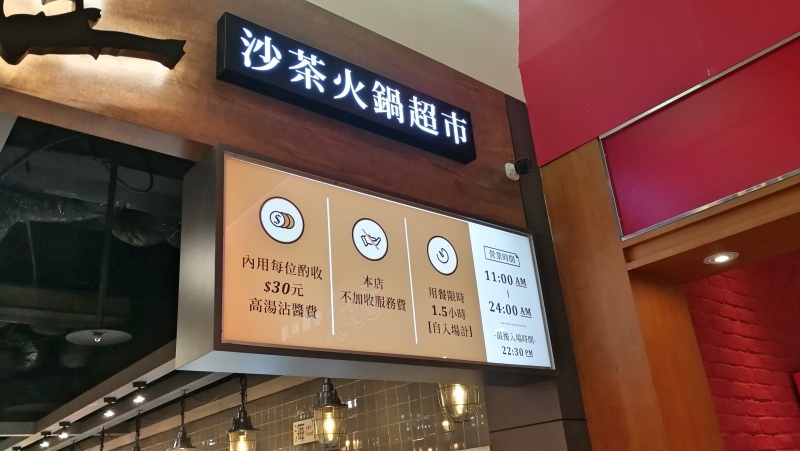 沙茶火鍋超市
內用每位酌收
$30元
高湯沾醬費
本店
不加收服務費
用餐限時
1.5小時
[自入場計]
營業時間
11:00 AM
~
24:00 AM
-最後入場時間-
22:30 PM